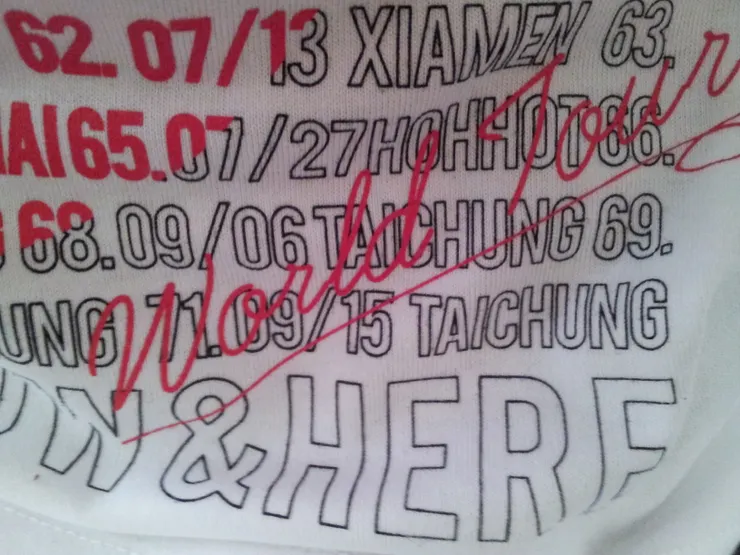 62. 07/13 XIAMEN 63.
AI 65.07/27 HOHHOT 66.
68.09/06 TAICHUNG 69.
UNG 71.09/15 TAICHUNG
W & HERE
World Tour